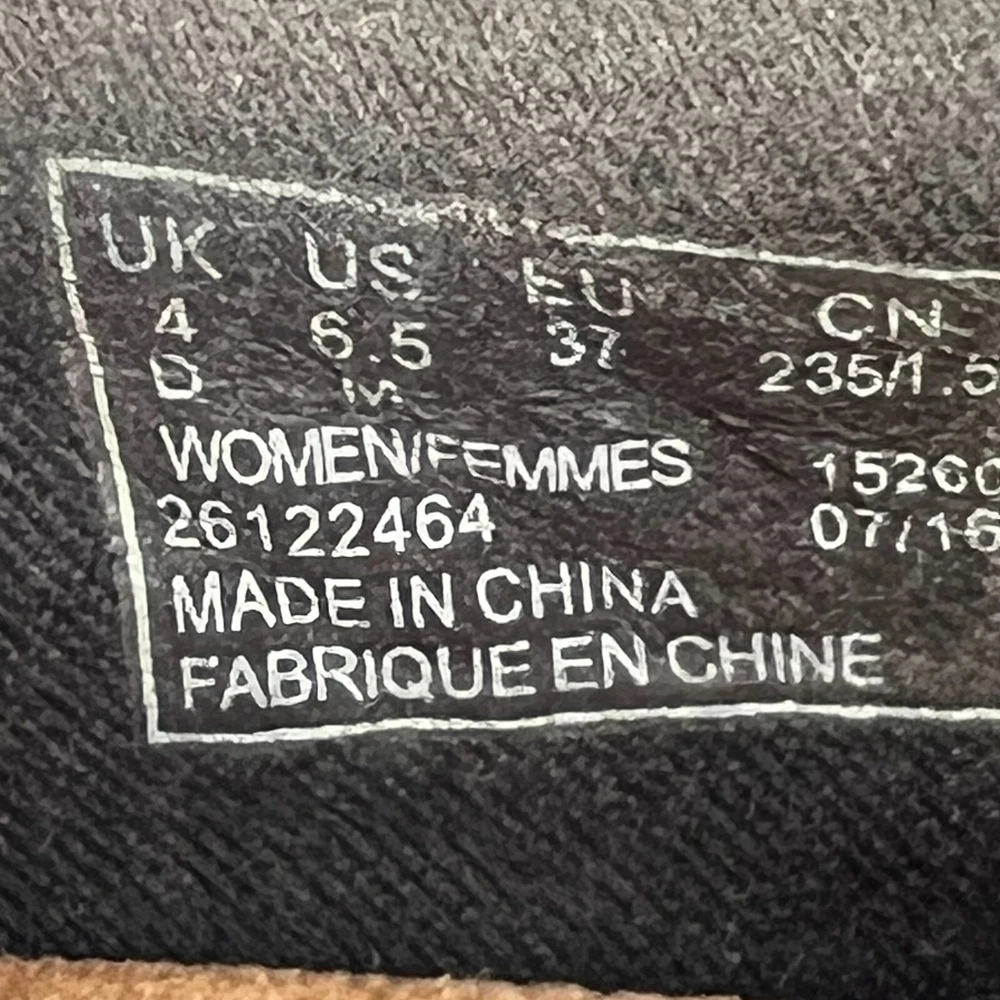 UK US EU CN
4 6.5 37 235/1.5
D M
WOMEN/FEMMES 15260
26122464 07/16
MADE IN CHINA
FABRIQUE EN CHINE